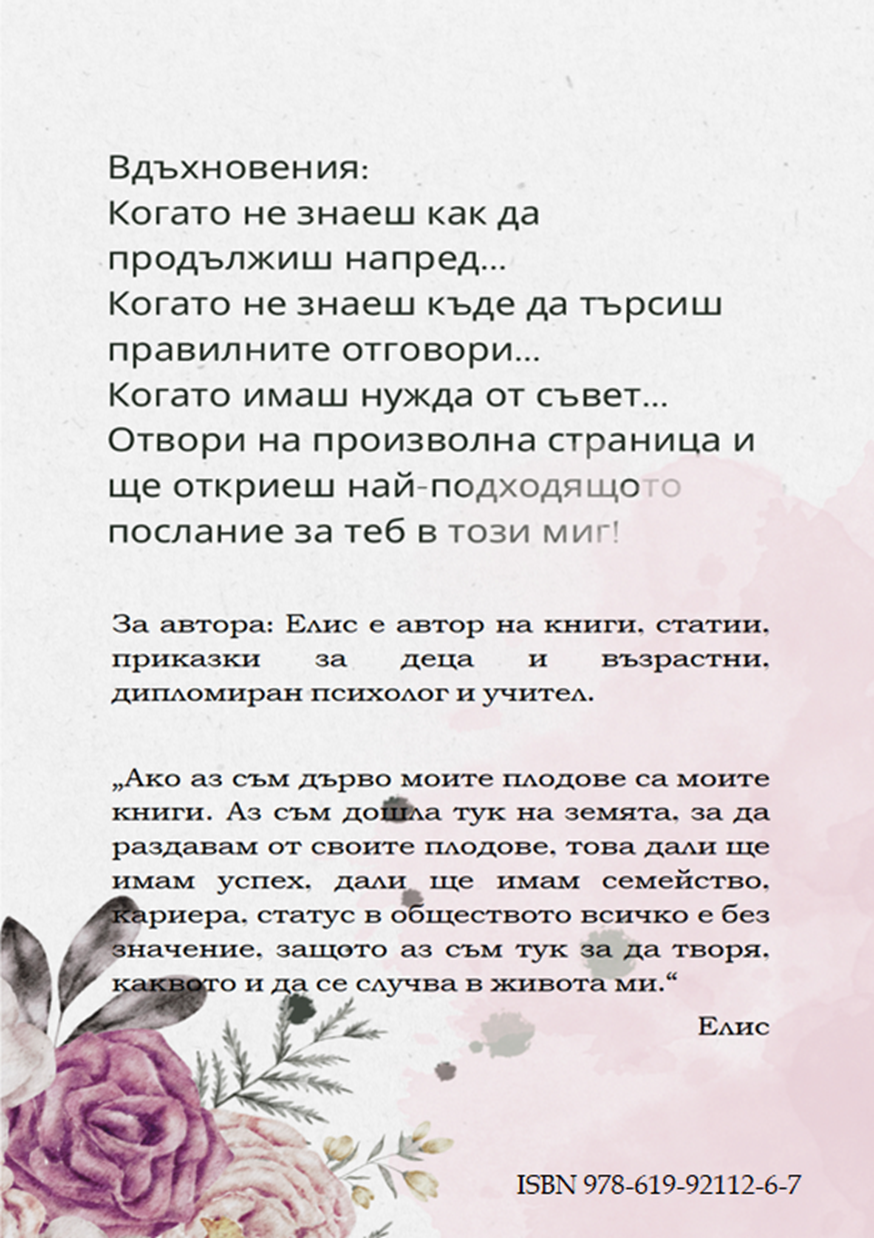 Вдъхновения:
Когато не знаеш как да
продължиш напред...
Когато не знаеш къде да търсиш
правилните отговори...
Когато имаш нужда от съвет...
Отвори на произволна страница и
ще откриеш най-подходящото
послание за теб в този миг!
За автора: Елис е автор на книги, статии,
приказки за деца и възрастни,
дипломиран психолог и учител.
„Ако аз съм дърво моите плодове са моите
книги. Аз съм дошла тук на земята, за да
раздавам от своите плодове, това дали ще
имам успех, дали ще имам семейство,
кариера, статус в обществото всичко е без
значение, защото аз съм тук за да творя,
каквото и да се случва в живота ми.“
Елис
ISBN 978-619-92112-6-7